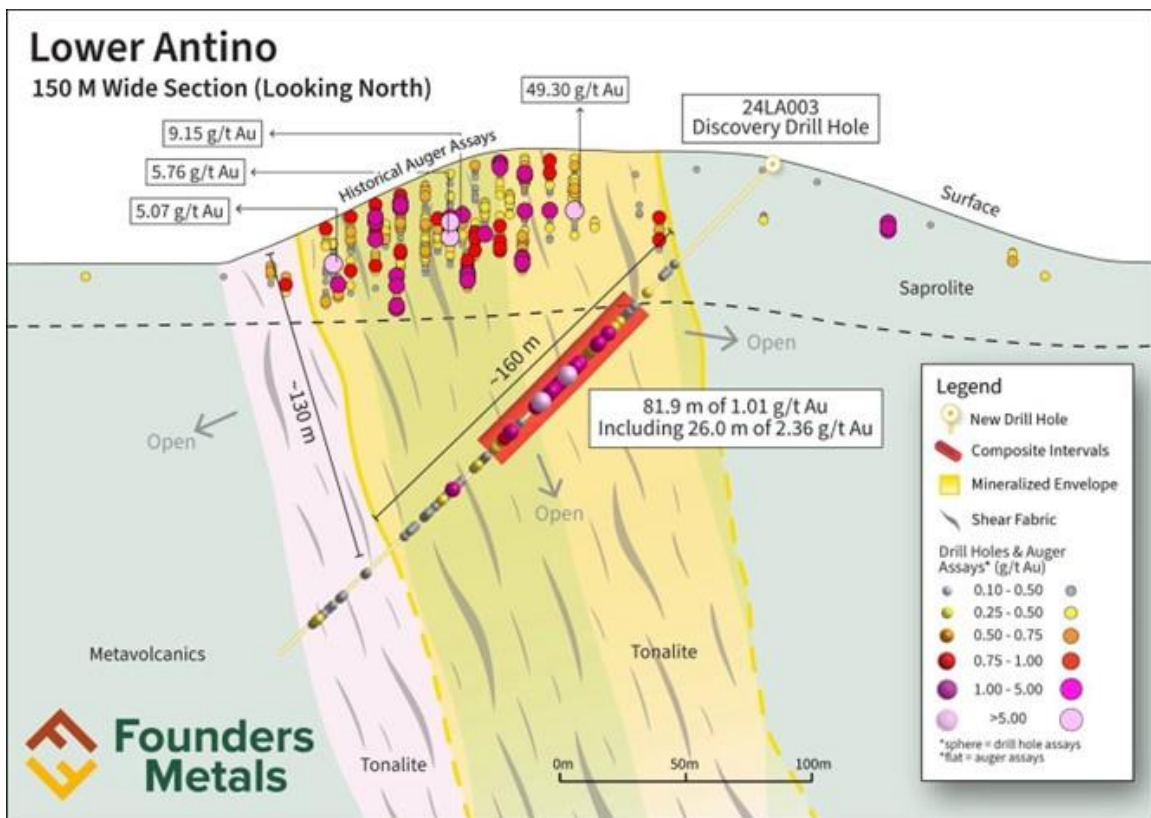 Lower Antino
150 M Wide Section (Looking North)
49.30 g/t Au
9.15 g/t Au
5.76 g/t Au
5.07 g/t Au
Historical Auger Assays
24LA003
Discovery Drill Hole
Surface
Saprolite
Open
Open
Open
~130 m
~160 m
81.9 m of 1.01 g/t Au
Including 26.0 m of 2.36 g/t Au
Metavolcanics
Tonalite
Tonalite
Founders
Metals
0m 50m 100m
Legend
New Drill Hole
Composite Intervals
Mineralized Envelope
Shear Fabric
Drill Holes & Auger
Assays* (g/t Au)
0.10 - 0.50
0.25 - 0.50
0.50 - 0.75
0.75 - 1.00
1.00 - 5.00
>5.00
*sphere = drill hole assays
*flat = auger assays